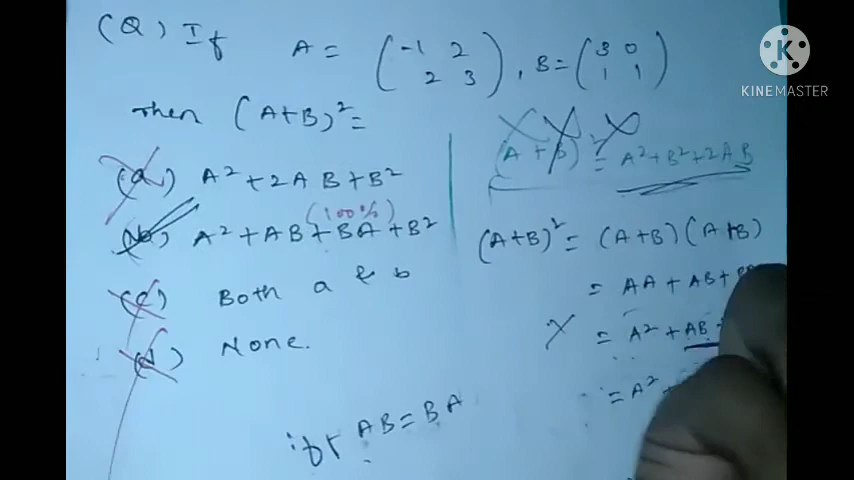 (Q) If A = (-1 2 2 3), B = (3 0 1 1)
KINEMASTER
Then (A+B)² =
(A + B)² = A² + B² + 2AB
(a) A² + 2AB + B²
(100%)
(b) A² + AB + BA + B²
(c) Both a & b
(d) None.
(A+B)² = (A+B)(A+B)
= AA + AB +
= A² + AB
= A² +
if AB = BA